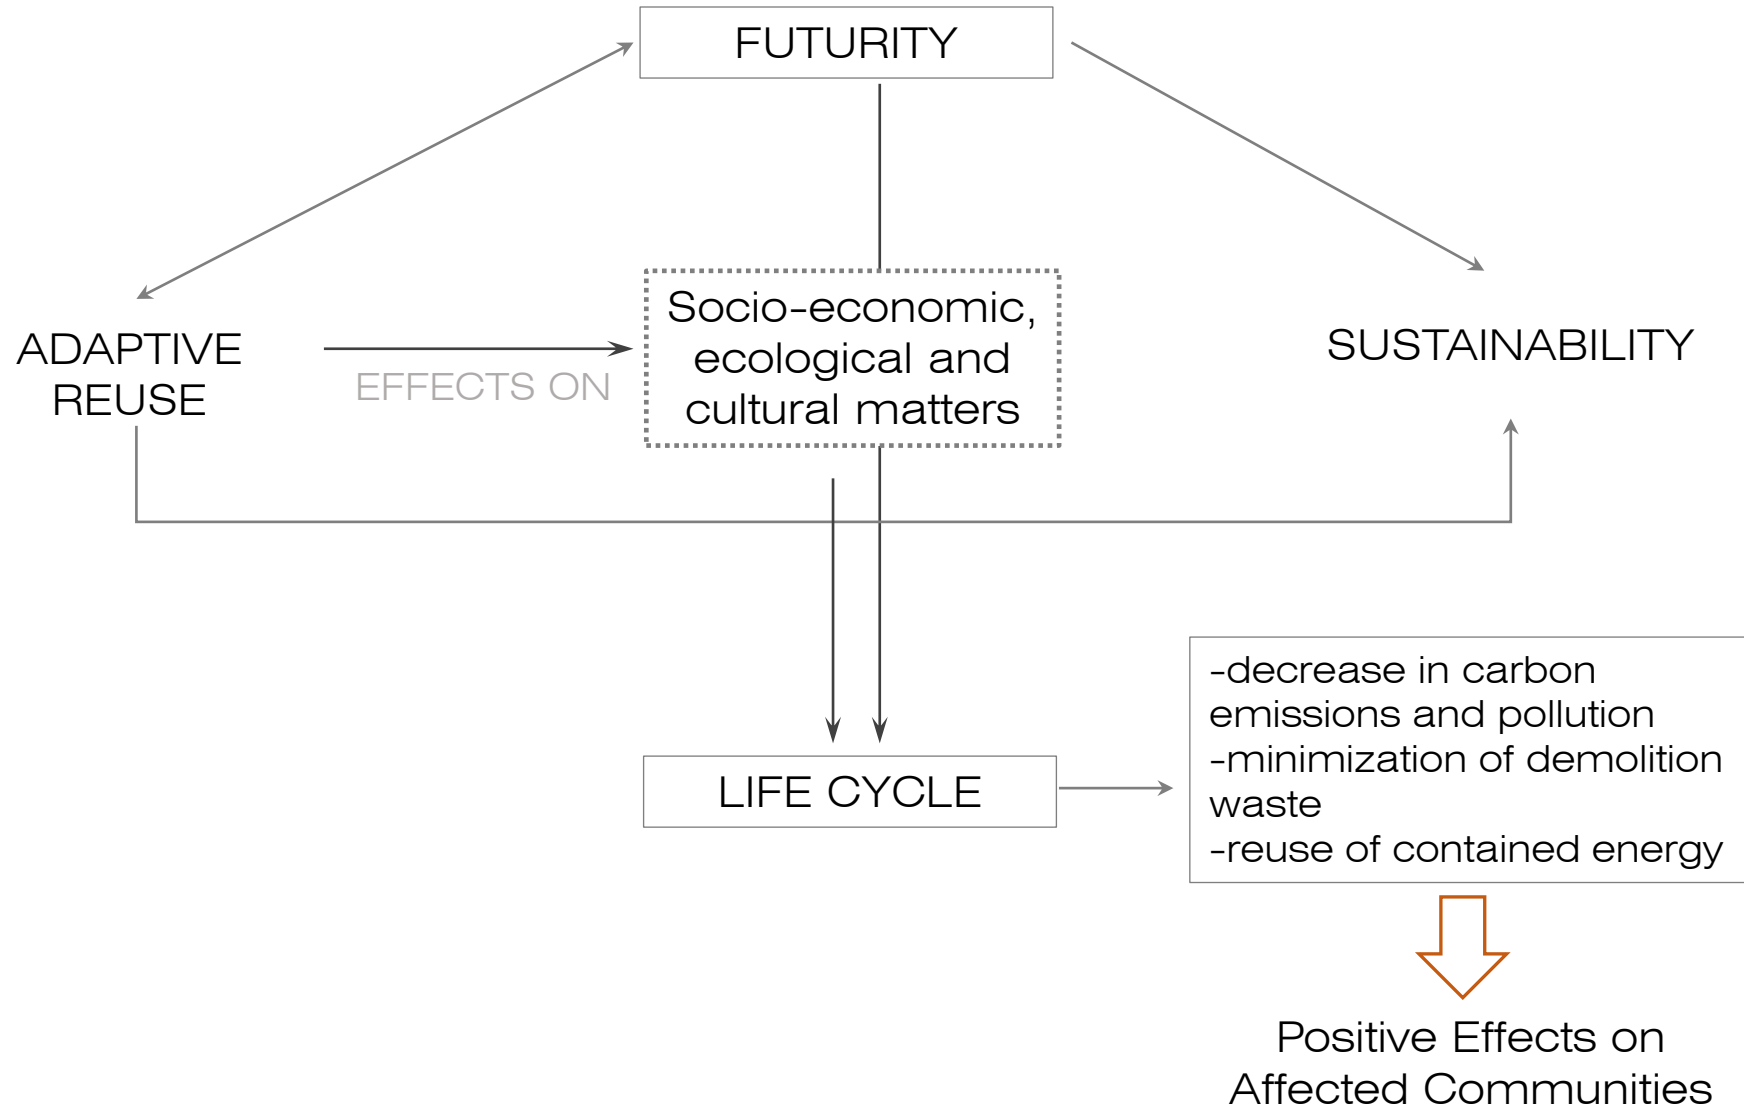 FUTURITY
Socio-economic,
ecological and
cultural matters
ADAPTIVE
REUSE
EFFECTS ON
SUSTAINABILITY
LIFE CYCLE
-decrease in carbon
emissions and pollution
-minimization of demolition
waste
-reuse of contained energy
Positive Effects on
Affected Communities